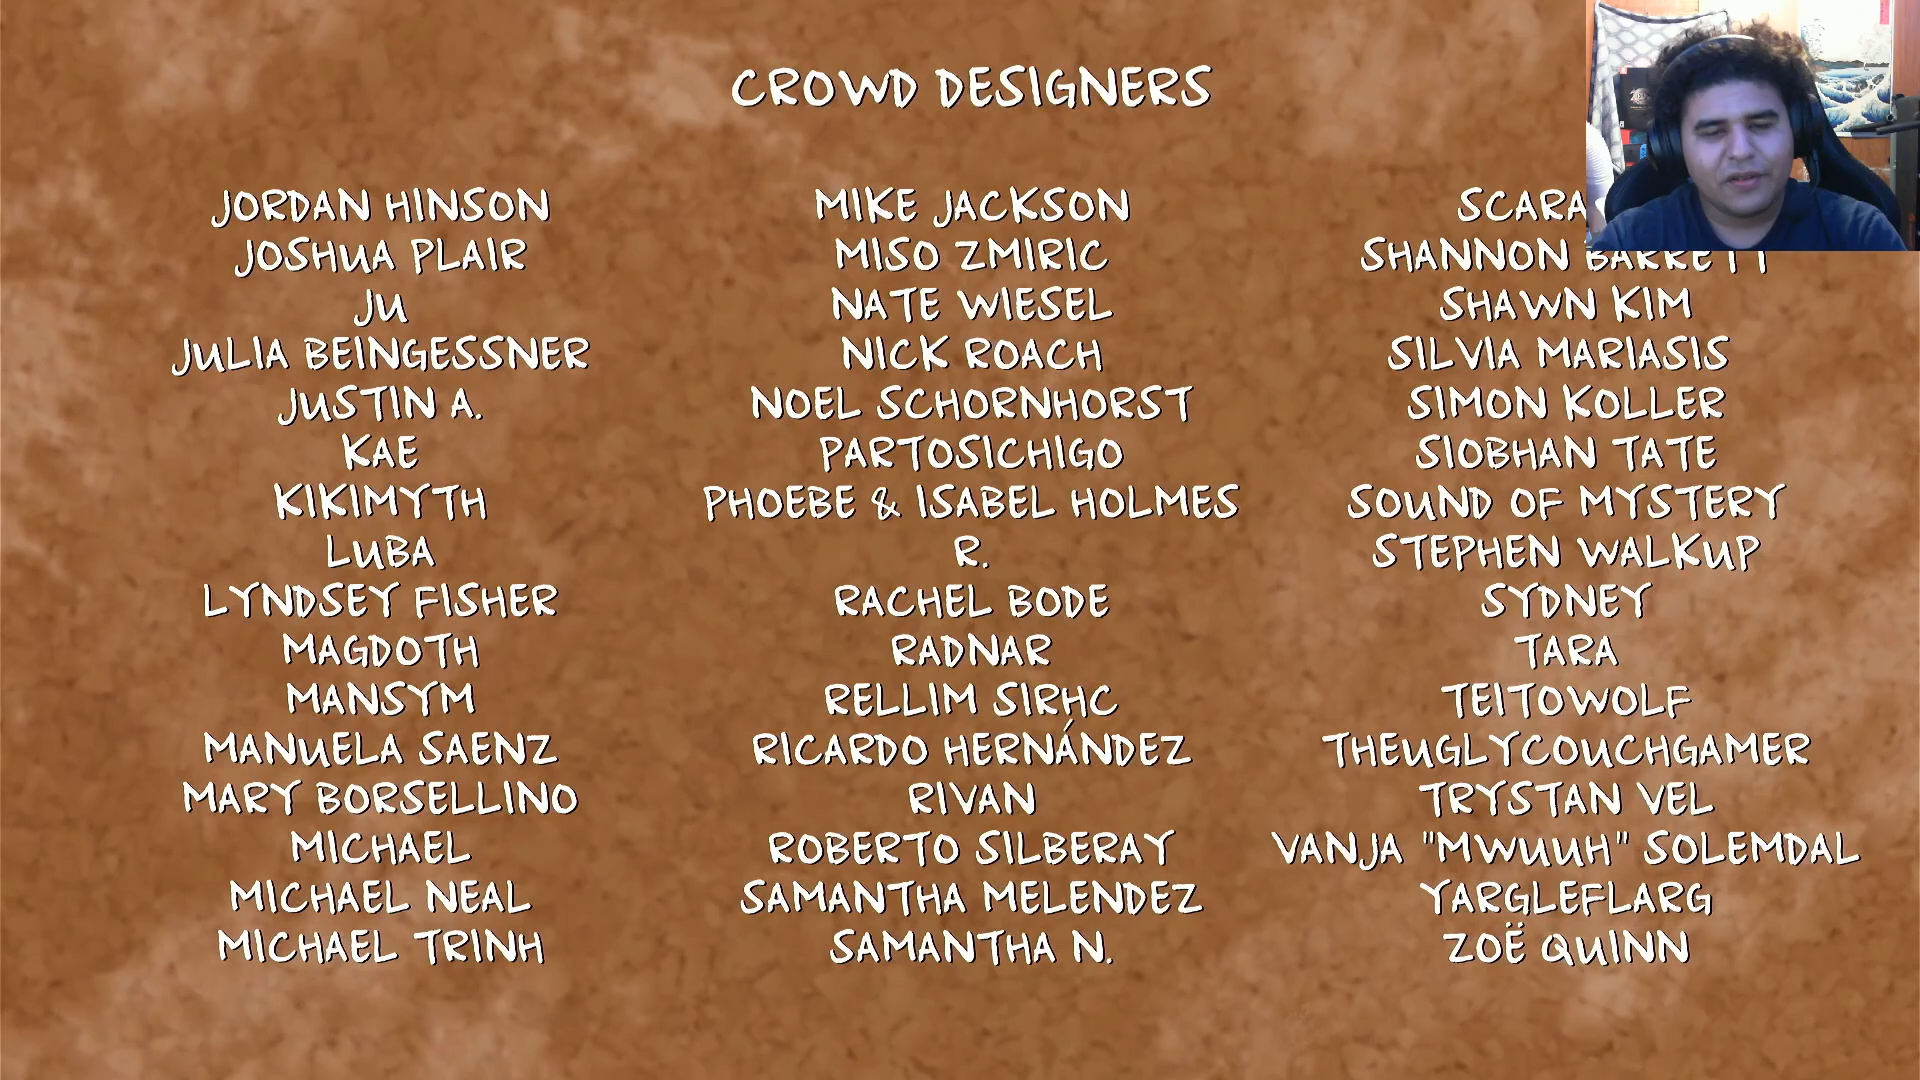 CROWD DESIGNERS
JORDAN HINSON
JOSHUA PLAIR
JU
JULIA BEINGESSNER
JUSTIN A.
KAE
KIKIMYTH
LUBA
LYNDSEY FISHER
MAGDOTH
MANSYM
MANUELA SAENZ
MARY BORSELLINO
MICHAEL
MICHAEL NEAL
MICHAEL TRINH
MIKE JACKSON
MISO ZMIRIC
NATE WIESEL
NICK ROACH
NOEL SCHORNHORST
PARTOSICHIGO
PHOEBE & ISABEL HOLMES
R.
RACHEL BODE
RADNAR
RELLIM SIRHC
RICARDO HERNÁNDEZ
RIVAN
ROBERTO SILBERAY
SAMANTHA MELENDEZ
SAMANTHA N.
SHANNON BARRETT
SHAWN KIM
SILVIA MARIASIS
SIMON KOLLER
SIOBHAN TATE
SOUND OF MYSTERY
STEPHEN WALKUP
SYDNEY
TARA
TEITOWOLF
THEUGLYCOUCHGAMER
TRYSTAN VEL
VANJA "MWUUH" SOLEMDAL
YARGLEFLARG
ZOË QUINN